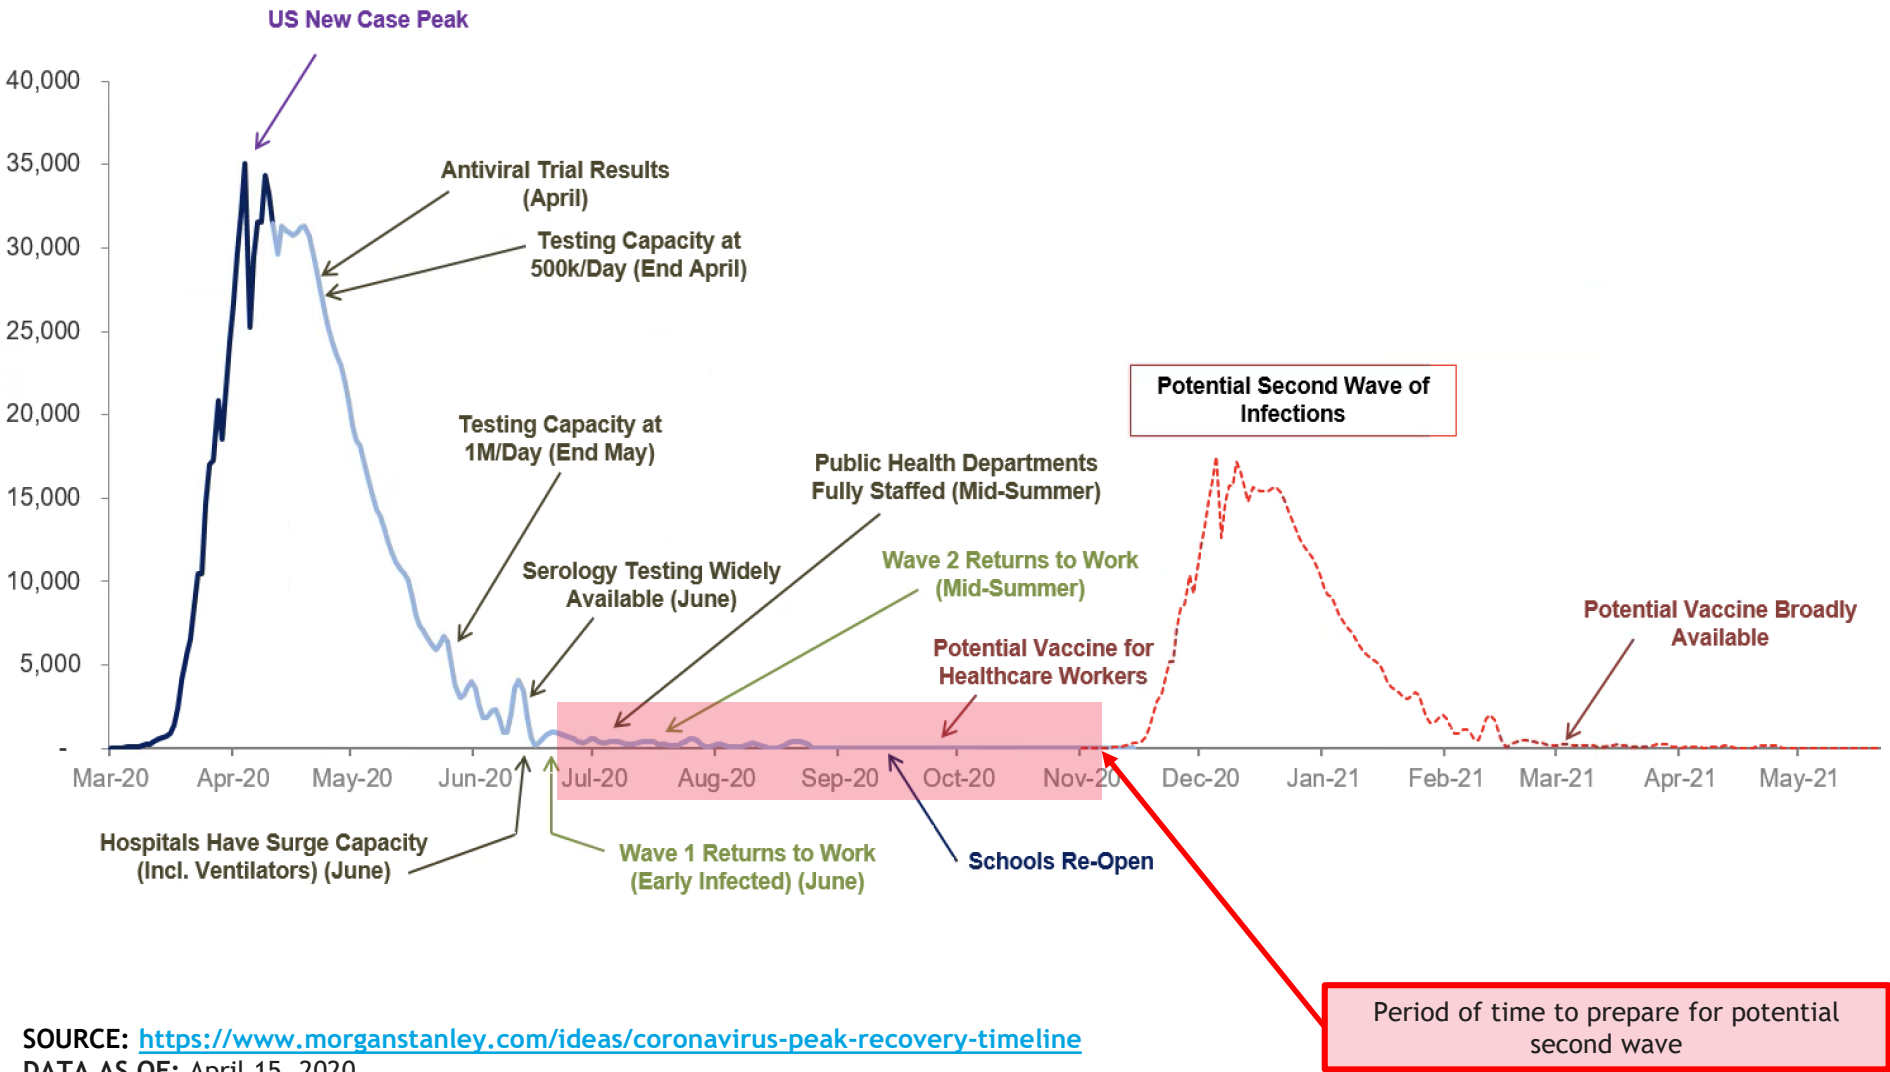 US New Case Peak
40,000
35,000
30,000
25,000
20,000
15,000
10,000
5,000
-
Antiviral Trial Results
(April)
Testing Capacity at
500k/Day (End April)
Testing Capacity at
1M/Day (End May)
Serology Testing Widely
Available (June)
Public Health Departments
Fully Staffed (Mid-Summer)
Wave 2 Returns to Work
(Mid-Summer)
Potential Vaccine for
Healthcare Workers
Potential Second Wave of
Infections
Potential Vaccine Broadly
Available
Mar-20 Apr-20 May-20 Jun-20 Jul-20 Aug-20 Sep-20 Oct-20 Nov-20 Dec-20 Jan-21 Feb-21 Mar-21 Apr-21 May-21
Hospitals Have Surge Capacity
(Incl. Ventilators) (June)
Wave 1 Returns to Work
(Early Infected) (June)
Schools Re-Open
Period of time to prepare for potential
second wave
SOURCE: https://www.morganstanley.com/ideas/coronavirus-peak-recovery-timeline
DATA AS OF: April 15, 2020